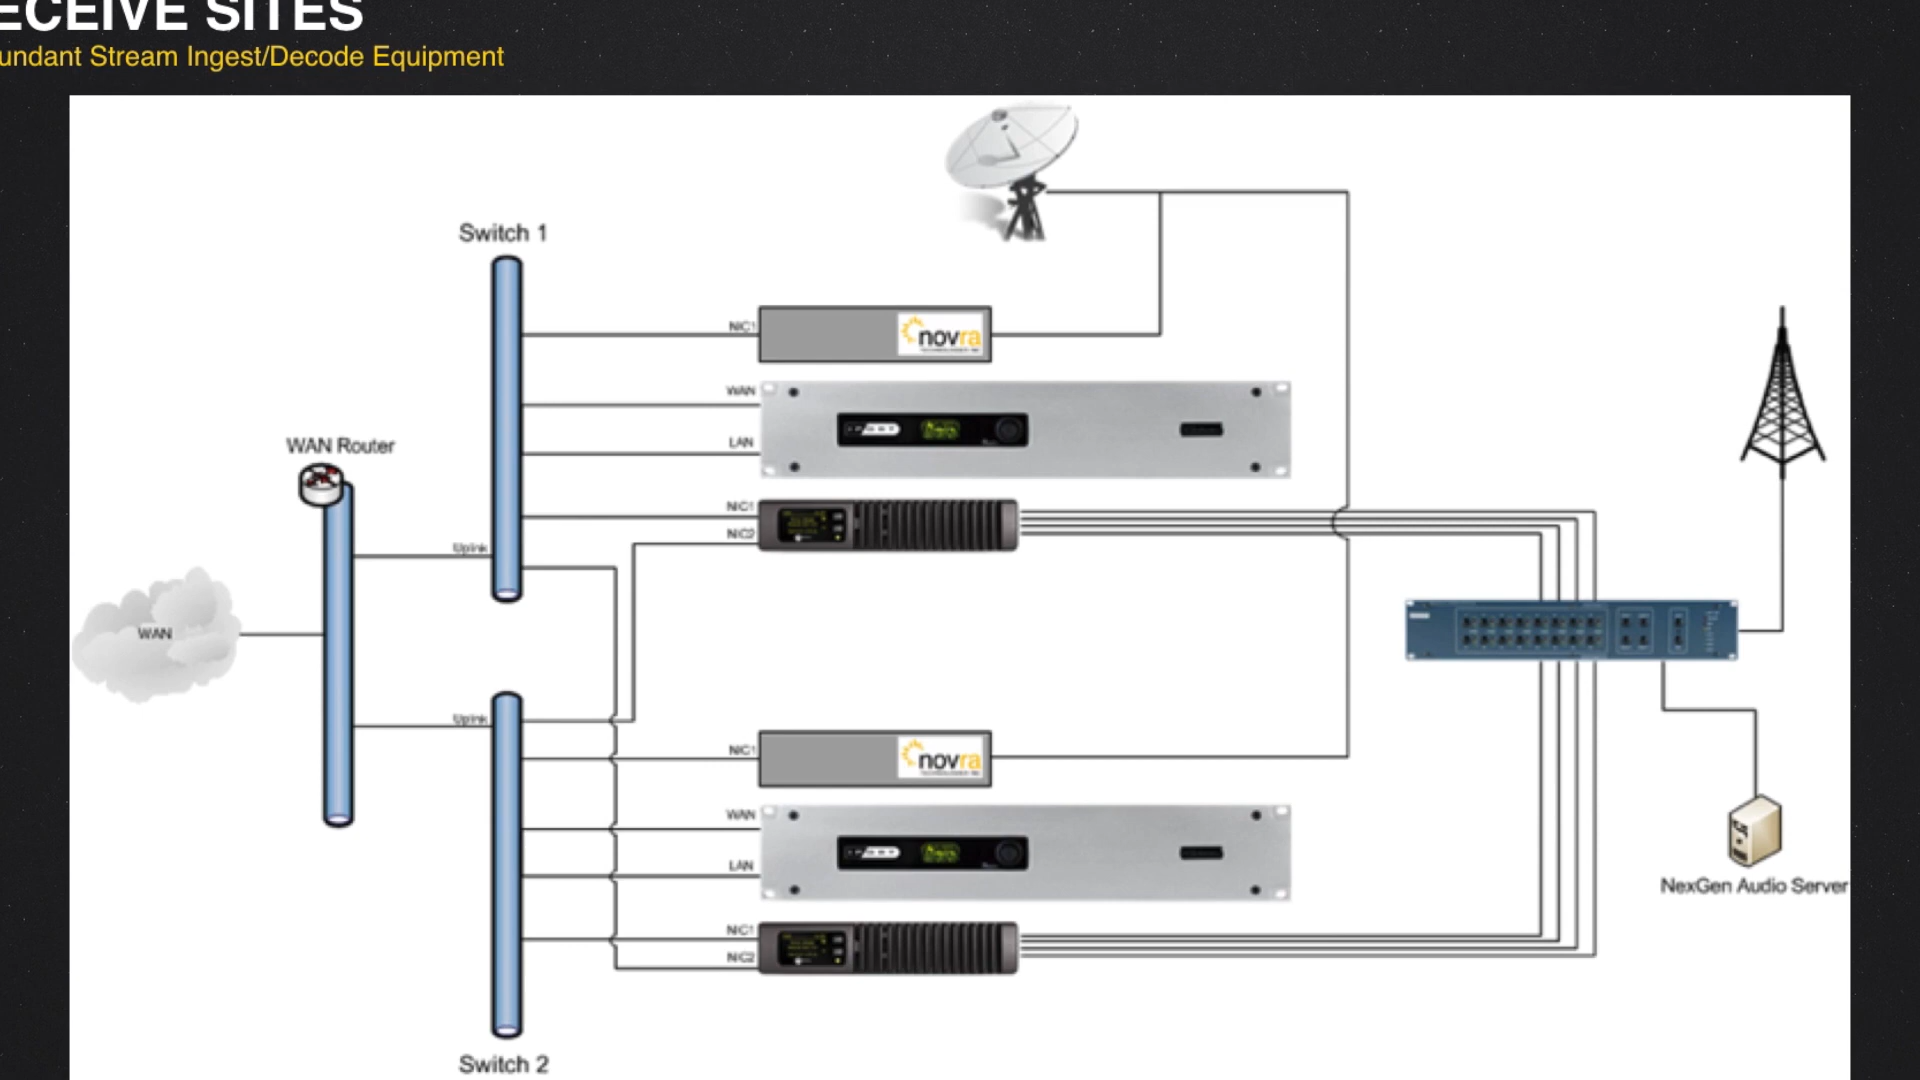 ECEIVE SITES
undant Stream Ingest/Decode Equipment
Switch 1
NIC1
novra
WAN
LAN
WAN Router
NIC1
NIC2
Uplink
WAN
Uplink
NIC1
novra
WAN
LAN
NexGen Audio Server
NIC1
NIC2
Switch 2